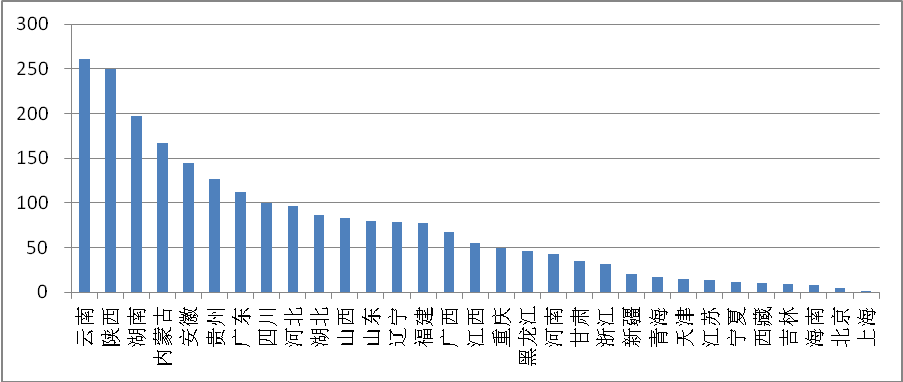 300
250
200
150
100
50
0
云南
陕西
湖南
内蒙古
安徽
贵州
广东
四川
河北
湖北
山西
山东
辽宁
福建
广西
江西
重庆
黑龙江
河南
甘肃
浙江
新疆
青海
天津
江苏
宁夏
西藏
吉林
海南
北京
上海